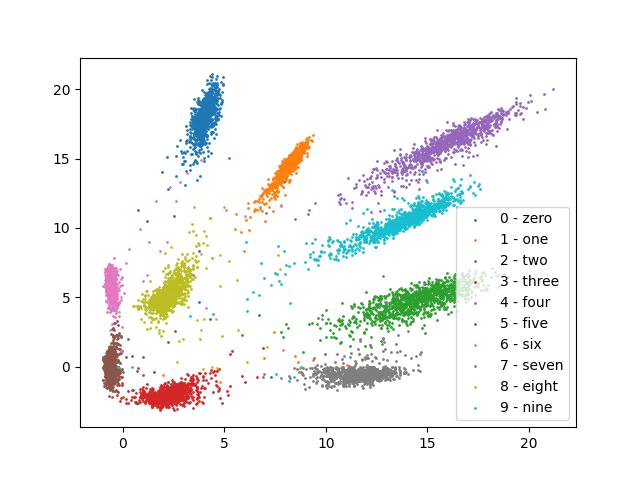 20
15
10
5
0
0 - zero
1 - one
2 - two
3 - three
4 - four
5 - five
6 - six
7 - seven
8 - eight
9 - nine
0 5 10 15 20